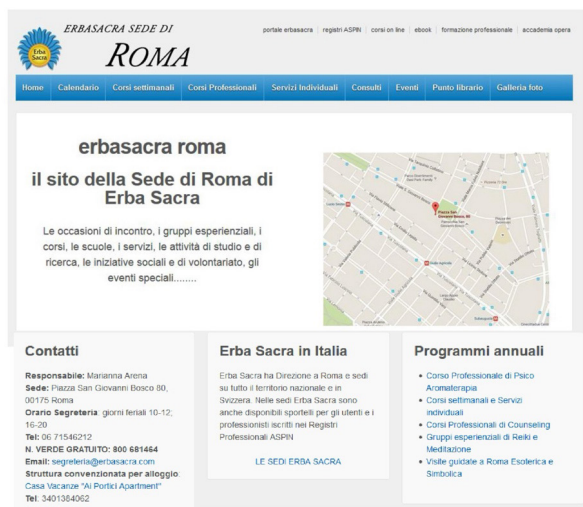 ERBASACRA SEDE DI
ROMA
Erba
Sacra
portale erbasacra | registri ASPIN | corsi on line | ebook | formazione professionale | accademia opera
Home Calendario Corsi settimanali Corsi Professionali Servizi Individuali Consulti Eventi Punto librario Galleria foto
erbasacra roma
il sito della Sede di Roma di
Erba Sacra
Le occasioni di incontro, i gruppi esperienziali, i
corsi, le scuole, i servizi, le attività di studio e di
ricerca, le iniziative sociali e di volontariato, gli
eventi speciali........
Piazza San
Giovanni Bosco, 80
Contatti
Responsabile: Marianna Arena
Sede: Piazza San Giovanni Bosco 80,
00175 Roma
Orario Segreteria: giorni feriali 10-12;
16-20
Tel: 06 71546212
N. VERDE GRATUITO: 800 681464
Email: segreteria@erbasacra.com
Struttura convenzionata per alloggio:
Casa Vacanze "Ai Portici Apartment"
Tel: 3401384062
Erba Sacra in Italia
Erba Sacra ha Direzione a Roma e sedi
su tutto il territorio nazionale e in
Svizzera. Nelle sedi Erba Sacra sono
anche disponibili sportelli per gli utenti e i
professionisti iscritti nei Registri
Professionali ASPIN
LE SEDI ERBA SACRA
Programmi annuali
Corso Professionale di Psico
Aromaterapia
Corsi settimanali e Servizi
individuali
Corsi Professionali di Counseling
Gruppi esperienziali di Reiki e
Meditazione
Visite guidate a Roma Esoterica e
Simbolica